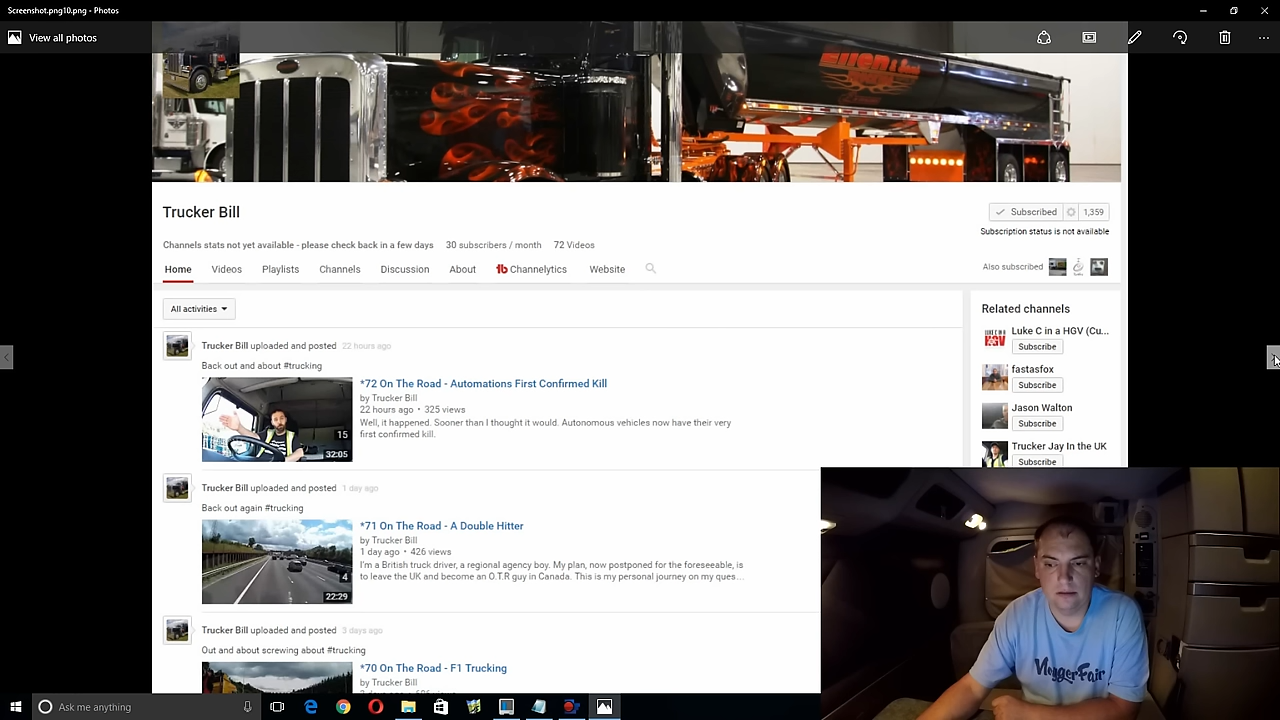 Screenshot.png10.png - Photos
View all photos
Trucker Bill
Subscribed 1,359
Subscription status is not available
Channels stats not yet available - please check back in a few days 30 subscribers / month 72 Videos
Home Videos Playlists Channels Discussion About tb Channelytics Website
Also subscribed
All activities
Trucker Bill uploaded and posted 22 hours ago
Back out and about #trucking
15
32:05
*72 On The Road - Automations First Confirmed Kill
by Trucker Bill
22 hours ago • 325 views
Well, it happened. Sooner than I thought it would. Autonomous vehicles now have their very
first confirmed kill.
Trucker Bill uploaded and posted 1 day ago
Back out again #trucking
4
22:29
*71 On The Road - A Double Hitter
by Trucker Bill
1 day ago • 426 views
I'm a British truck driver, a regional agency boy. My plan, now postponed for the foreseeable, is
to leave the UK and become an O.T.R guy in Canada. This is my personal journey on my ques...
Trucker Bill uploaded and posted 3 days ago
Out and about screwing about #trucking
*70 On The Road - F1 Trucking
by Trucker Bill
Related channels
Luke C in a HGV (Cu...
Subscribe
fastasfox
Subscribe
Jason Walton
Subscribe
Trucker Jay In the UK
Subscribe
VloggerFair
Ask me anything